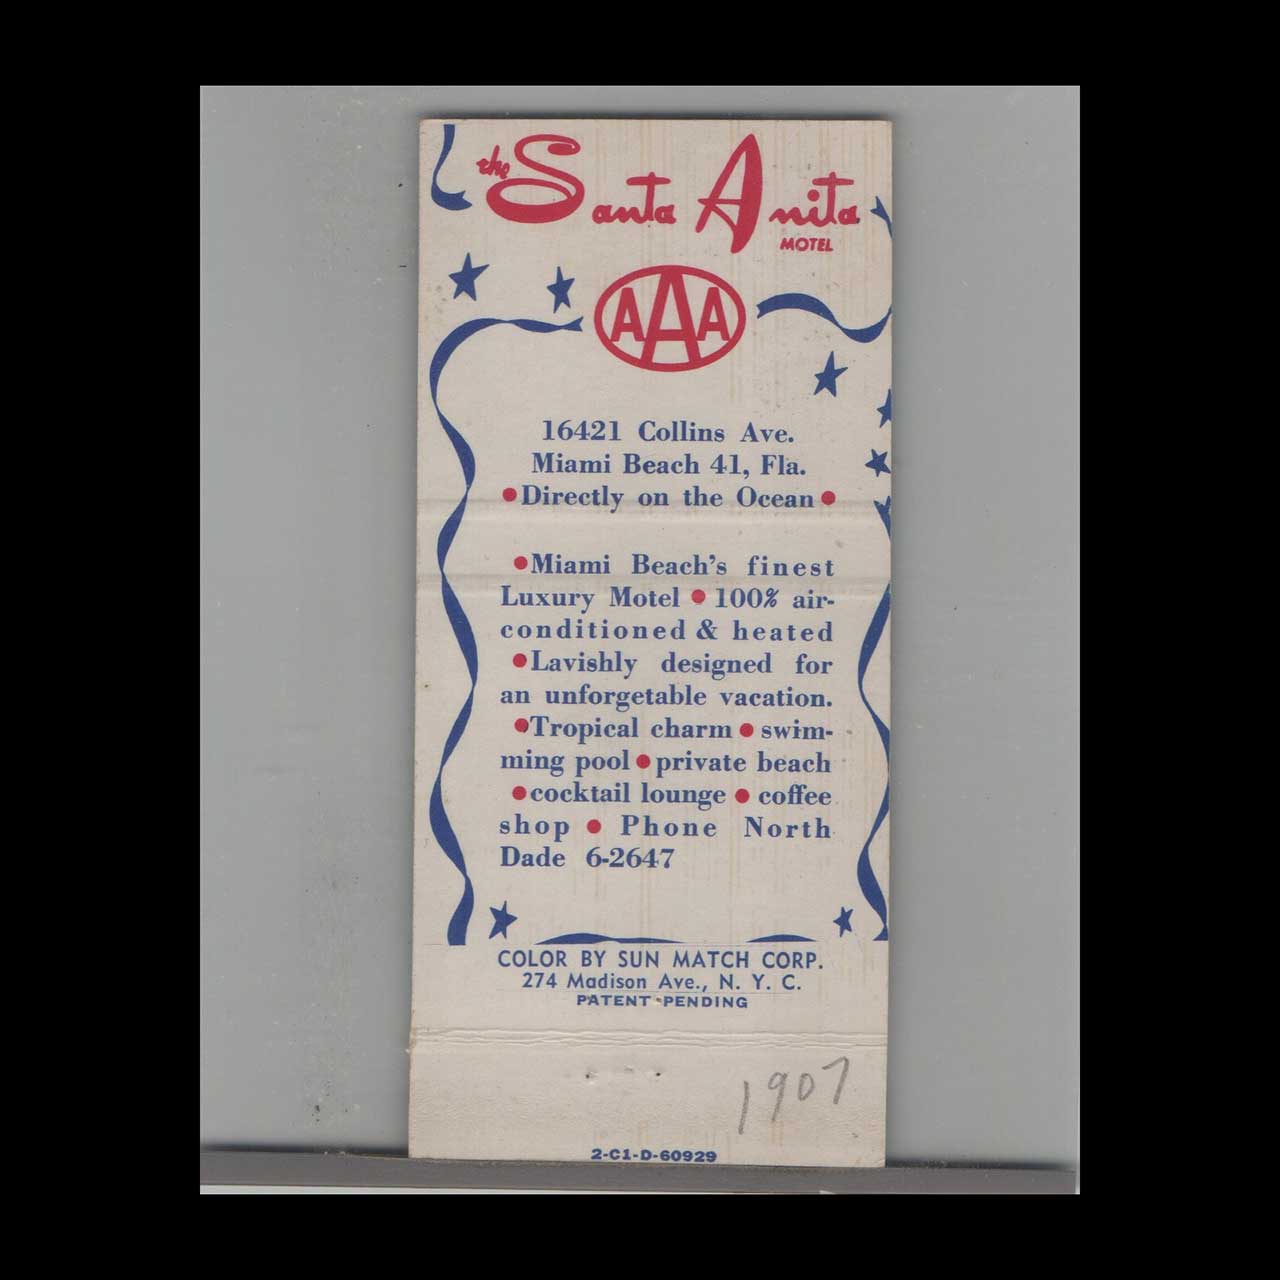 the Santa Anita
MOTEL
AAA
16421 Collins Ave.
Miami Beach 41, Fla.
•Directly on the Ocean•
•Miami Beach's finest
Luxury Motel • 100% air-
conditioned & heated
•Lavishly designed for
an unforgetable vacation.
•Tropical charm • swim-
ming pool • private beach
•cocktail lounge • coffee
shop • Phone North
Dade 6-2647
COLOR BY SUN MATCH CORP.
274 Madison Ave., N. Y. C.
PATENT PENDING
1907
2-C1-D-60929